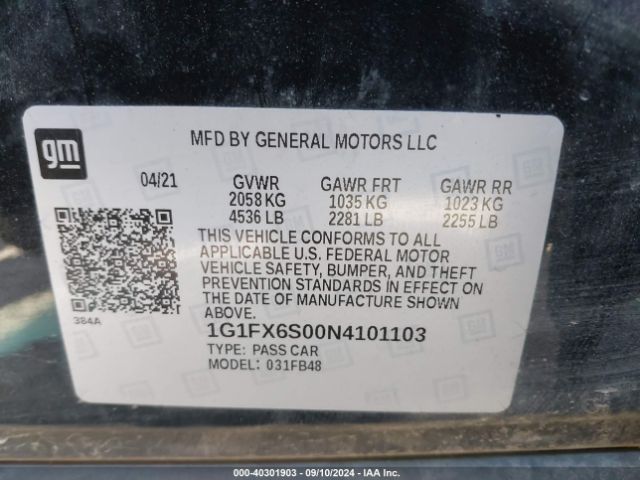 gm
MFD BY GENERAL MOTORS LLC
04/21 GVWR GAWR FRT GAWR RR
2058 KG 1035 KG 1023 KG
4536 LB 2281 LB 2255 LB
THIS VEHICLE CONFORMS TO ALL
APPLICABLE U.S. FEDERAL MOTOR
VEHICLE SAFETY, BUMPER, AND THEFT
PREVENTION STANDARDS IN EFFECT ON
THE DATE OF MANUFACTURE SHOWN
ABOVE.
384A
1G1FX6S00N4101103
TYPE: PASS CAR
MODEL: 031FB48
000-40301903 - 09/10/2024 - IAA Inc.